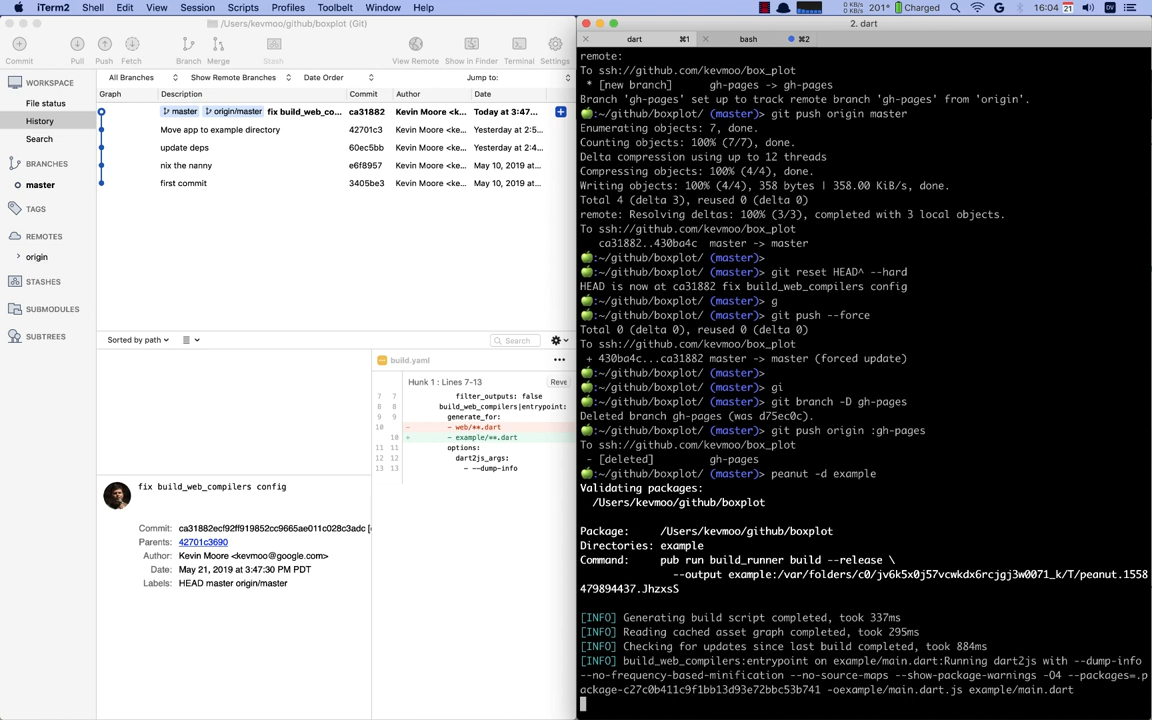 iTerm2 Shell Edit View Session Scripts Profiles Toolbelt Window Help
0 KB/s
0 KB/s
201° Charged 16:04 21
/Users/kevmoo/github/boxplot (Git)
Commit Pull Push Fetch Branch Merge Stash View Remote Show in Finder Terminal Settings
All Branches Show Remote Branches Date Order Jump to:
Graph Description Commit Author Date
master origin/master fix build_web_co... ca31882 Kevin Moore <ke... Today at 3:47...
Move app to example directory 42701c3 Kevin Moore <ke... Yesterday at 2:5...
update deps 60ec5bb Kevin Moore <ke... Yesterday at 2:4...
nix the nanny e6f8957 Kevin Moore <ke... May 10, 2019 at...
first commit 3405be3 Kevin Moore <ke... May 10, 2019 at...
WORKSPACE
File status
History
Search
BRANCHES
master
TAGS
REMOTES
origin
STASHES
SUBMODULES
SUBTREES
Sorted by path
Search
build.yaml
Hunk 1 : Lines 7-13 Reve
7 7 filter_outputs: false
8 8 build_web_compilers|entrypoint:
9 9 generate_for:
10 - - web/**.dart
10 + - example/**.dart
11 11 options:
12 12 dart2js_args:
13 13 - --dump-info
fix build_web_compilers config
Commit: ca31882ecf92ff919852cc9665ae011c028c3adc [c
Parents: 42701c3690
Author: Kevin Moore <kevmoo@google.com>
Date: May 21, 2019 at 3:47:30 PM PDT
Labels: HEAD master origin/master
2. dart
dart ⌘1 bash ⌘2
remote:
To ssh://github.com/kevmoo/box_plot
* [new branch] gh-pages -> gh-pages
Branch 'gh-pages' set up to track remote branch 'gh-pages' from 'origin'.
:~/github/boxplot/ (master)> git push origin master
Enumerating objects: 7, done.
Counting objects: 100% (7/7), done.
Delta compression using up to 12 threads
Compressing objects: 100% (4/4), done.
Writing objects: 100% (4/4), 358 bytes | 358.00 KiB/s, done.
Total 4 (delta 3), reused 0 (delta 0)
remote: Resolving deltas: 100% (3/3), completed with 3 local objects.
To ssh://github.com/kevmoo/box_plot
ca31882..430ba4c master -> master
:~/github/boxplot/ (master)>
:~/github/boxplot/ (master)> git reset HEAD^ --hard
HEAD is now at ca31882 fix build_web_compilers config
:~/github/boxplot/ (master)> g
:~/github/boxplot/ (master)> git push --force
Total 0 (delta 0), reused 0 (delta 0)
To ssh://github.com/kevmoo/box_plot
+ 430ba4c...ca31882 master -> master (forced update)
:~/github/boxplot/ (master)>
:~/github/boxplot/ (master)> gi
:~/github/boxplot/ (master)> git branch -D gh-pages
Deleted branch gh-pages (was d75ec0c).
:~/github/boxplot/ (master)> git push origin :gh-pages
To ssh://github.com/kevmoo/box_plot
- [deleted] gh-pages
:~/github/boxplot/ (master)> peanut -d example
Validating packages:
/Users/kevmoo/github/boxplot
Package: /Users/kevmoo/github/boxplot
Directories: example
Command: pub run build_runner build --release \
--output example:/var/folders/c0/jv6k5x0j57vcwkdx6rcjgj3w0071_k/T/peanut.1558
479894437.JhzxsS
[INFO] Generating build script completed, took 337ms
[INFO] Reading cached asset graph completed, took 295ms
[INFO] Checking for updates since last build completed, took 884ms
[INFO] build_web_compilers:entrypoint on example/main.dart:Running dart2js with --dump-info
--no-frequency-based-minification --no-source-maps --show-package-warnings -O4 --packages=.p
ackage-c27c0b411c9f1bb13d93e72bbc53b741 -oexample/main.dart.js example/main.dart